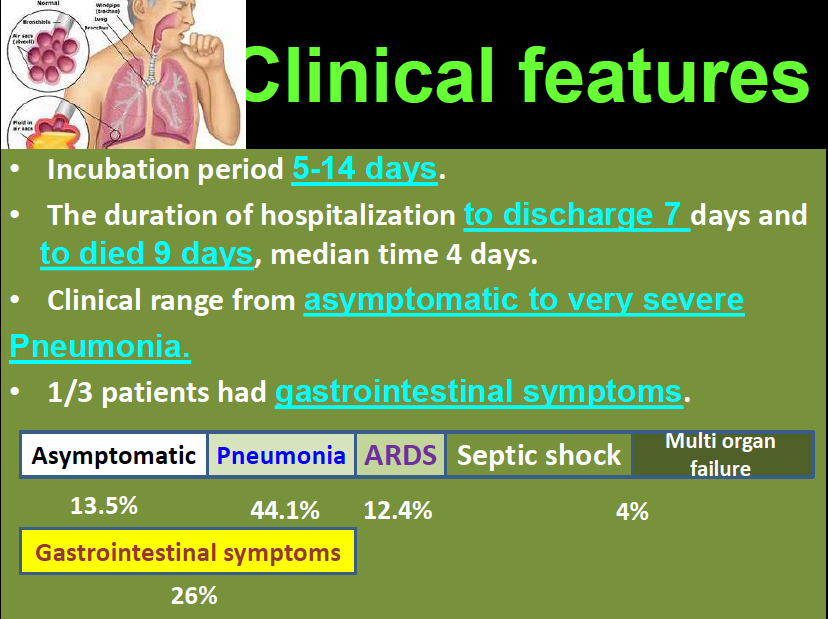 Normal
Bronchiole
Air sacs
(alveoli)
Windpipe
(trachea)
Lung
Bronchus
Fluid in
air sacs
Clinical features
• Incubation period 5-14 days.
• The duration of hospitalization to discharge 7 days and
to died 9 days, median time 4 days.
• Clinical range from asymptomatic to very severe
Pneumonia.
• 1/3 patients had gastrointestinal symptoms.
Asymptomatic Pneumonia ARDS Septic shock Multi organ
failure
13.5% 44.1% 12.4% 4%
Gastrointestinal symptoms
26%